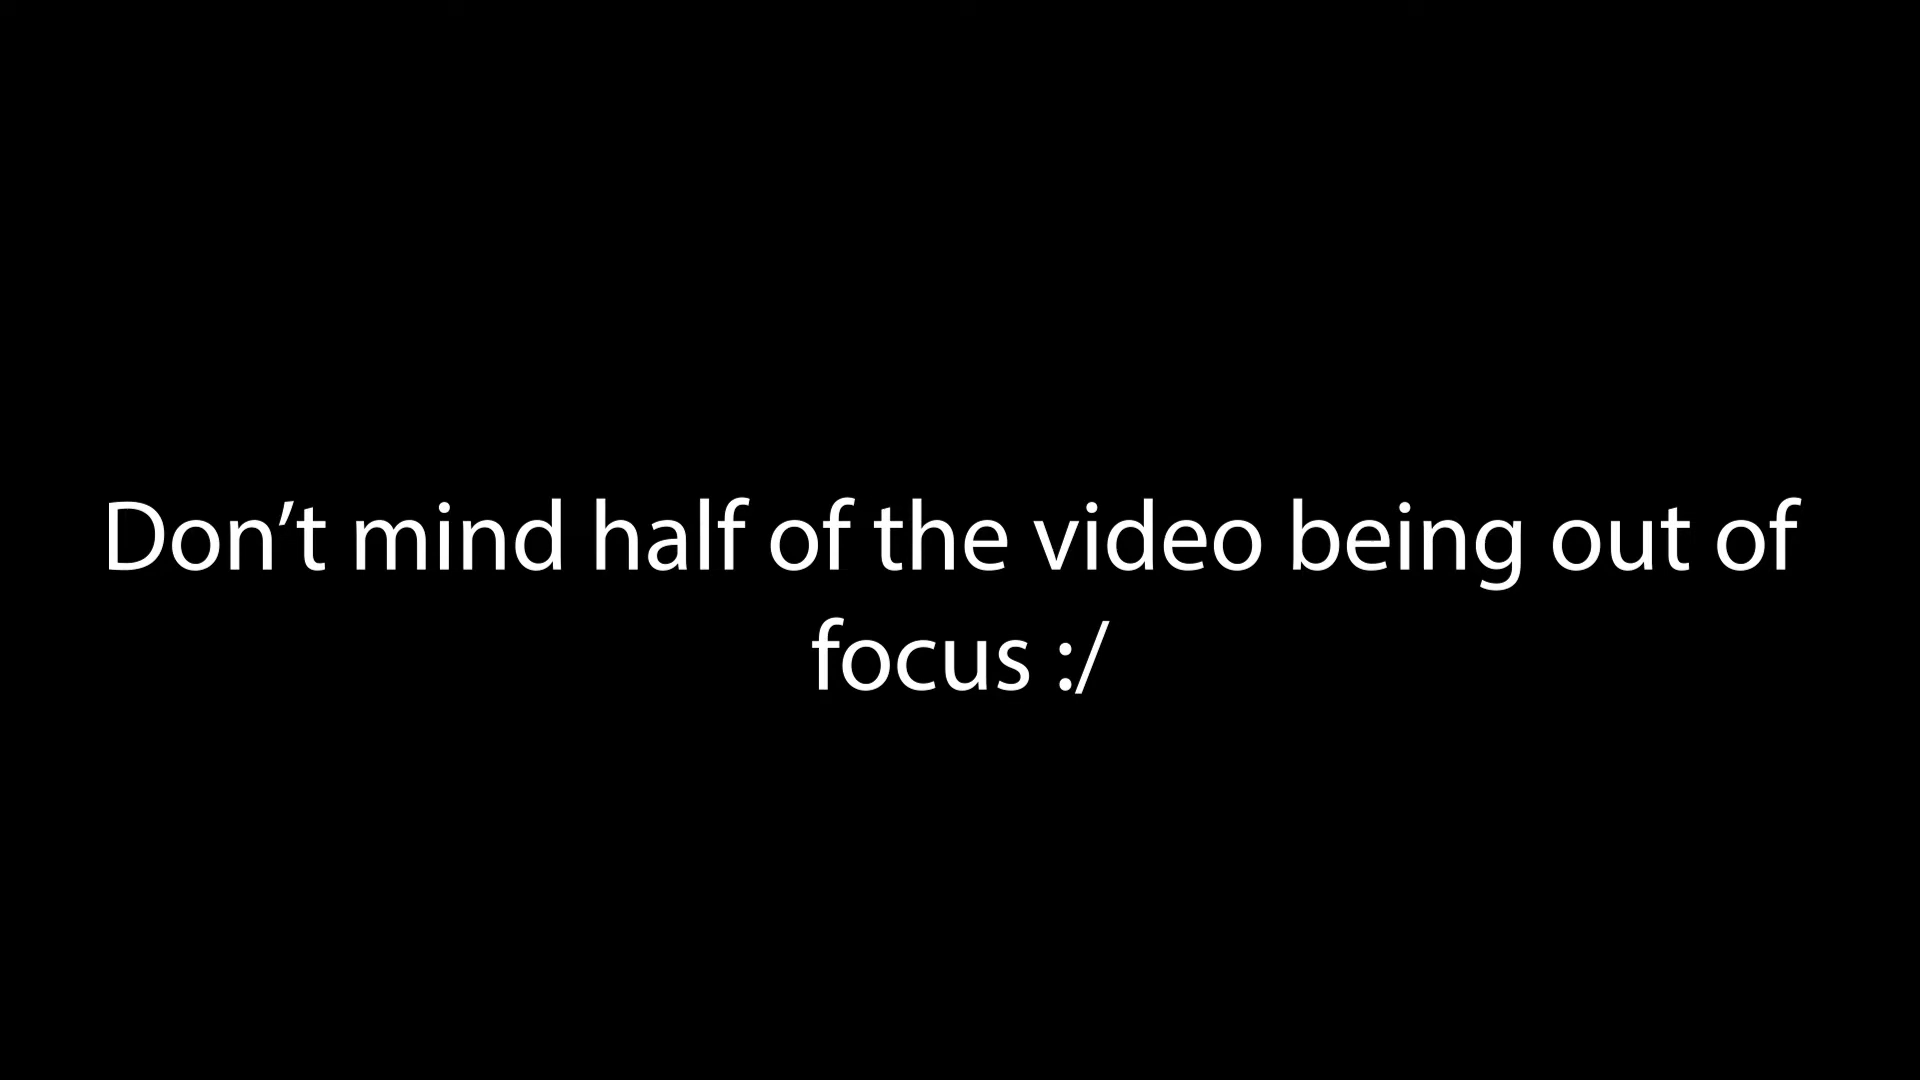 Don’t mind half of the video being out of
focus :/